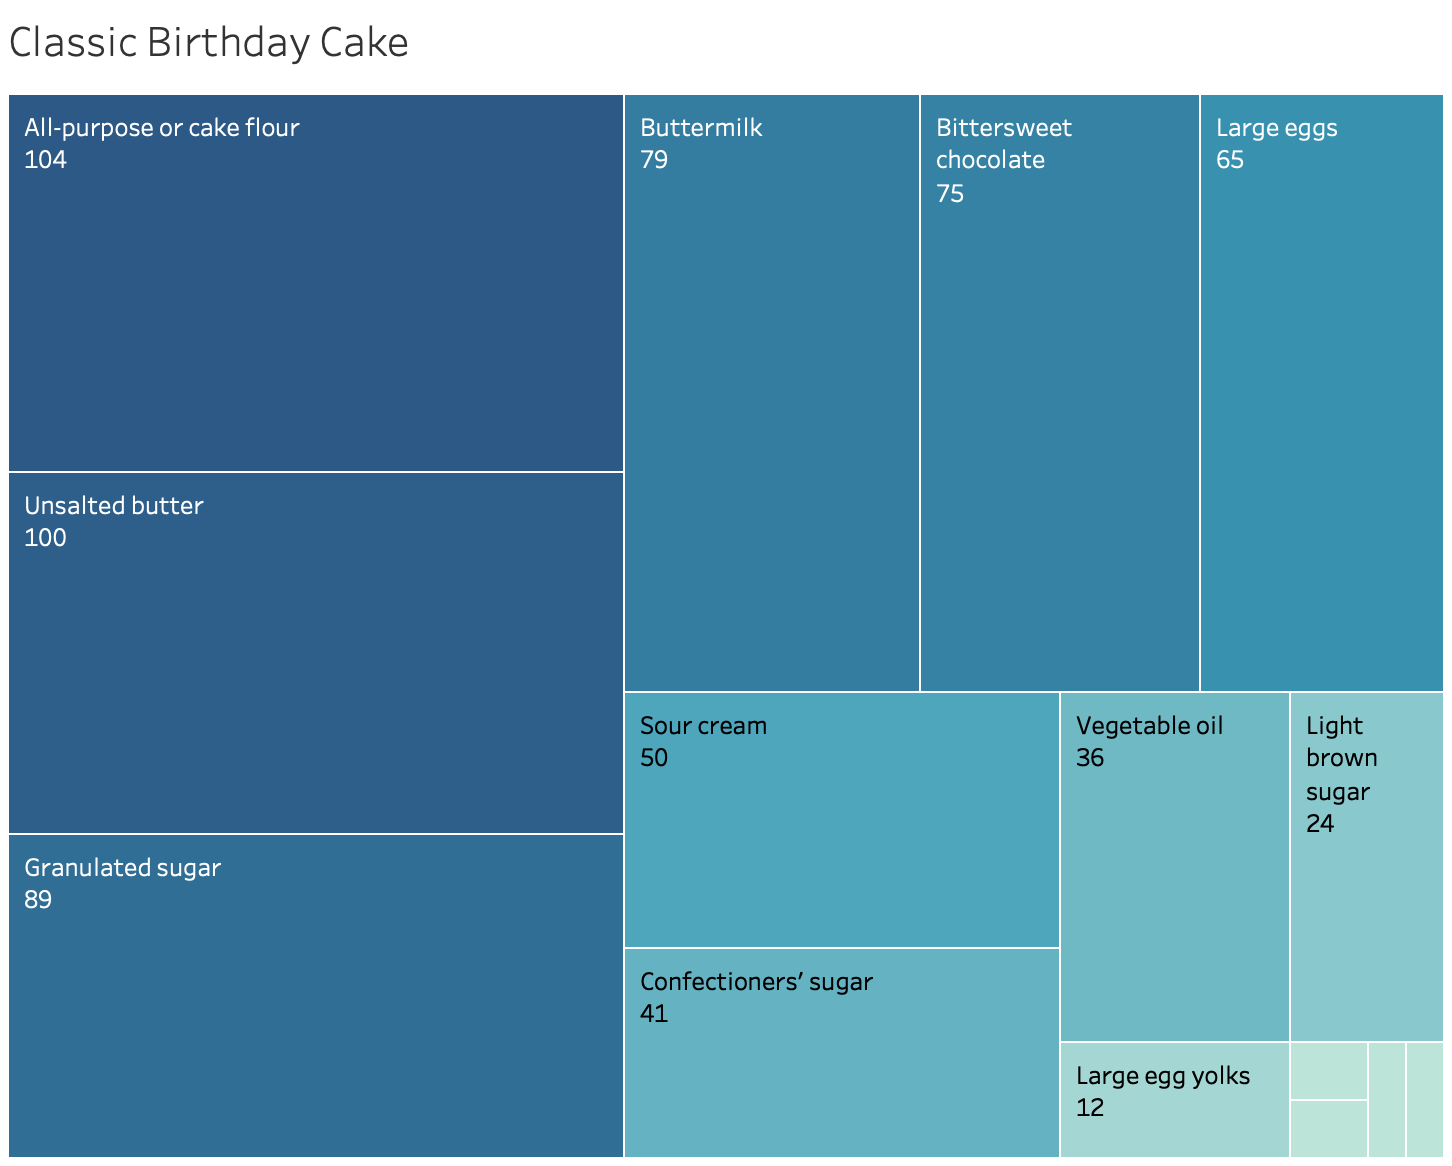 Classic Birthday Cake
All-purpose or cake flour
104
Buttermilk
79
Bittersweet
chocolate
75
Large eggs
65
Unsalted butter
100
Granulated sugar
89
Sour cream
50
Vegetable oil
36
Light
brown
sugar
24
Confectioners’ sugar
41
Large egg yolks
12